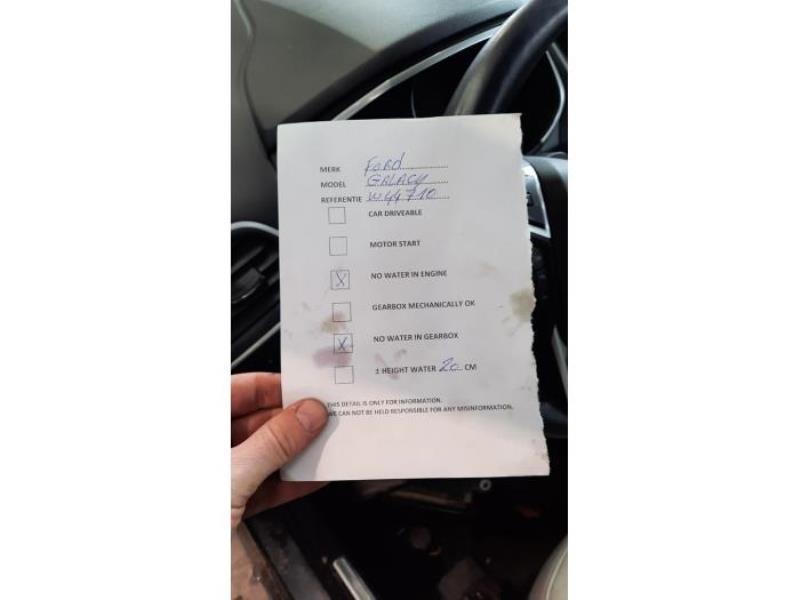 MERK Ford
MODEL GALAXY
REFERENTIE W44710
CAR DRIVEABLE
MOTOR START
X NO WATER IN ENGINE
GEARBOX MECHANICALLY OK
X NO WATER IN GEARBOX
± HEIGHT WATER 20 CM
THIS DETAIL IS ONLY FOR INFORMATION.
WE CAN NOT BE HELD RESPONSIBLE FOR ANY MISINFORMATION.